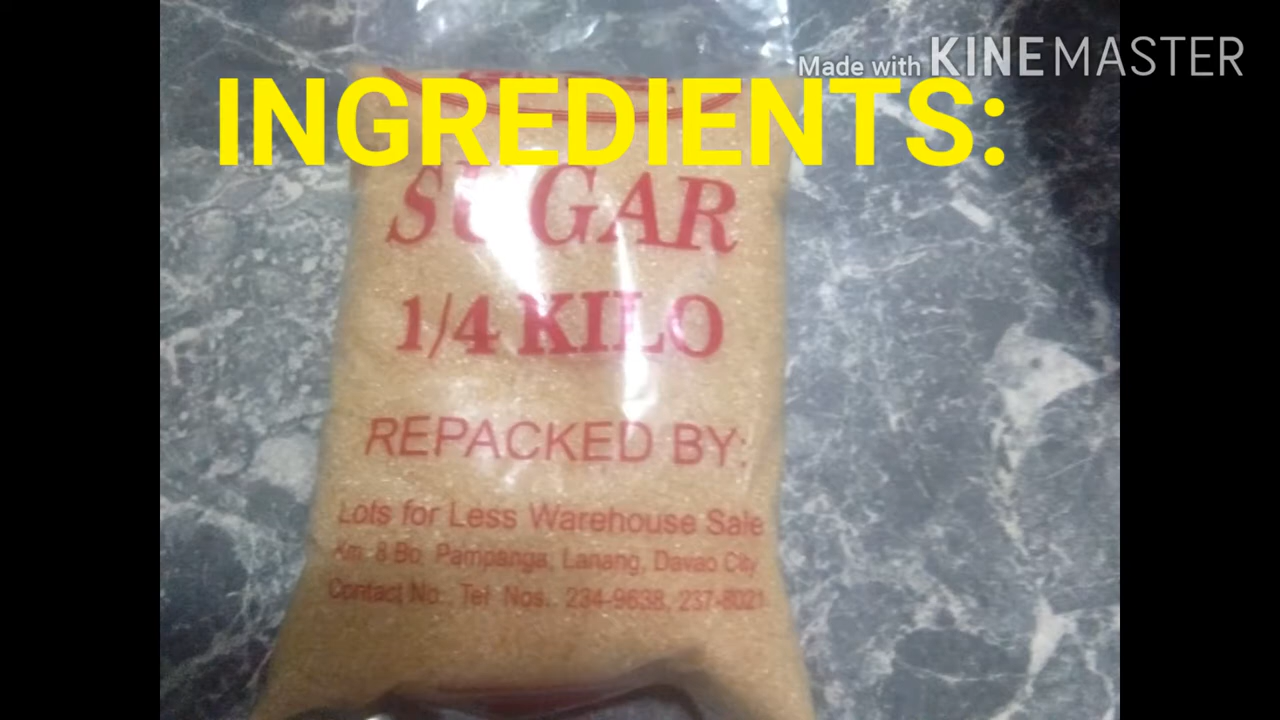 Made with KINEMASTER
INGREDIENTS:
SUGAR
1/4 KILO
REPACKED BY:
Lots for Less Warehouse Sale
Km. 8 Bo. Pampanga, Lanang, Davao City
Contact No.: Tel. Nos.: 234-9638, 237-8021